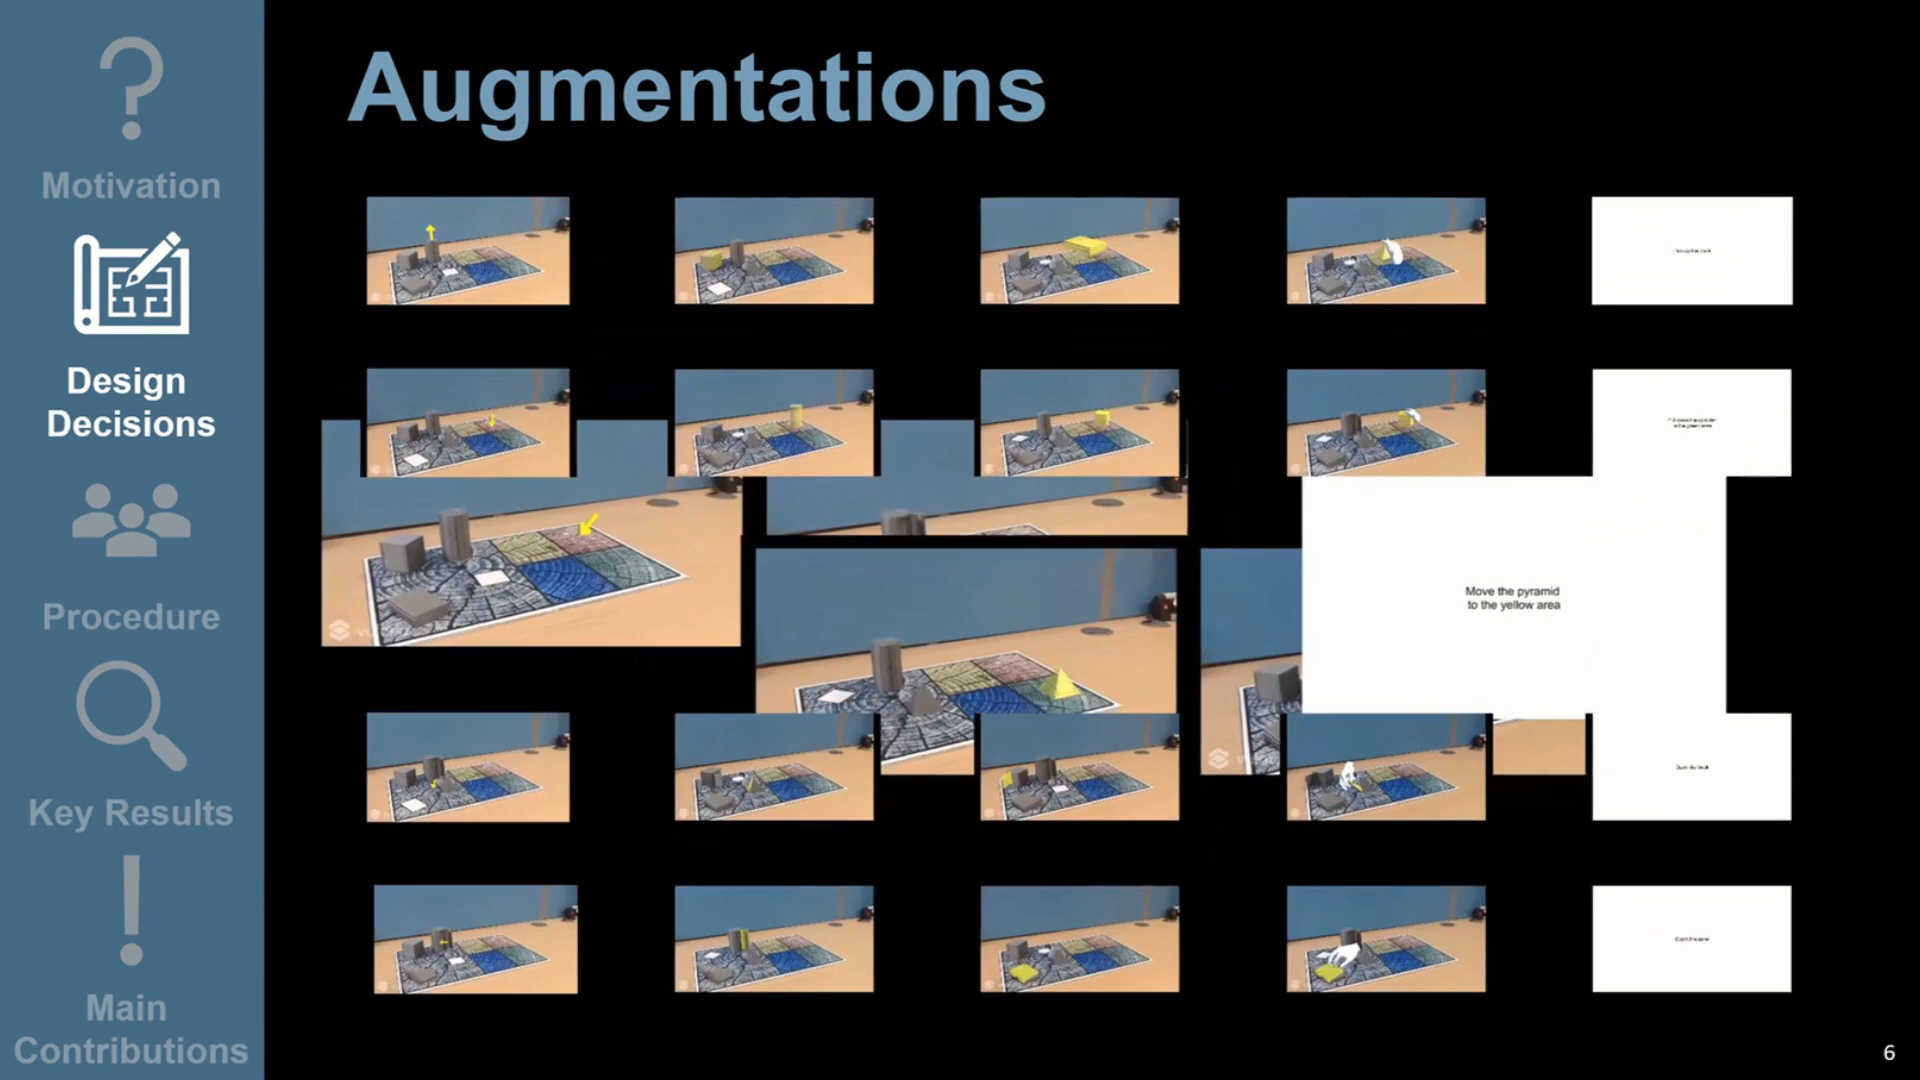 Augmentations
Motivation
Design
Decisions
Procedure
Key Results
Main
Contributions
Move the pyramid
to the yellow area
6